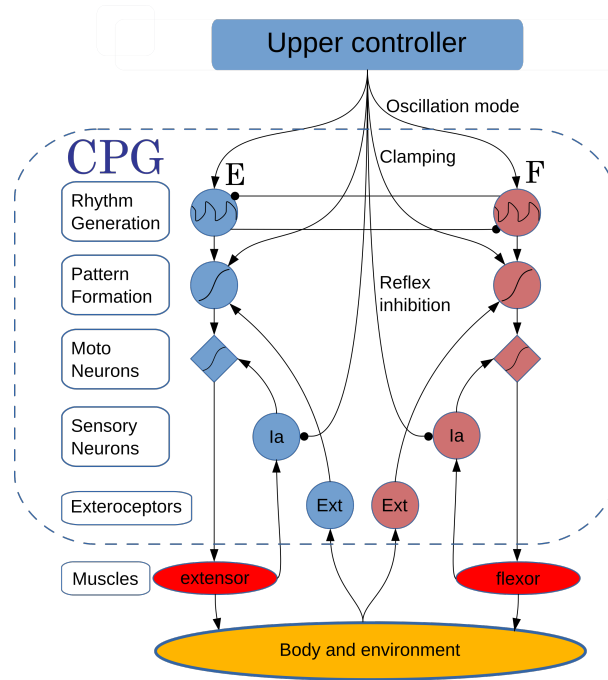 Upper controller
Oscillation mode
CPG
Clamping
E
F
Rhythm
Generation
Pattern
Formation
Reflex
inhibition
Moto
Neurons
Sensory
Neurons
Ia
Ia
Exteroceptors
Ext
Ext
Muscles
extensor
flexor
Body and environment